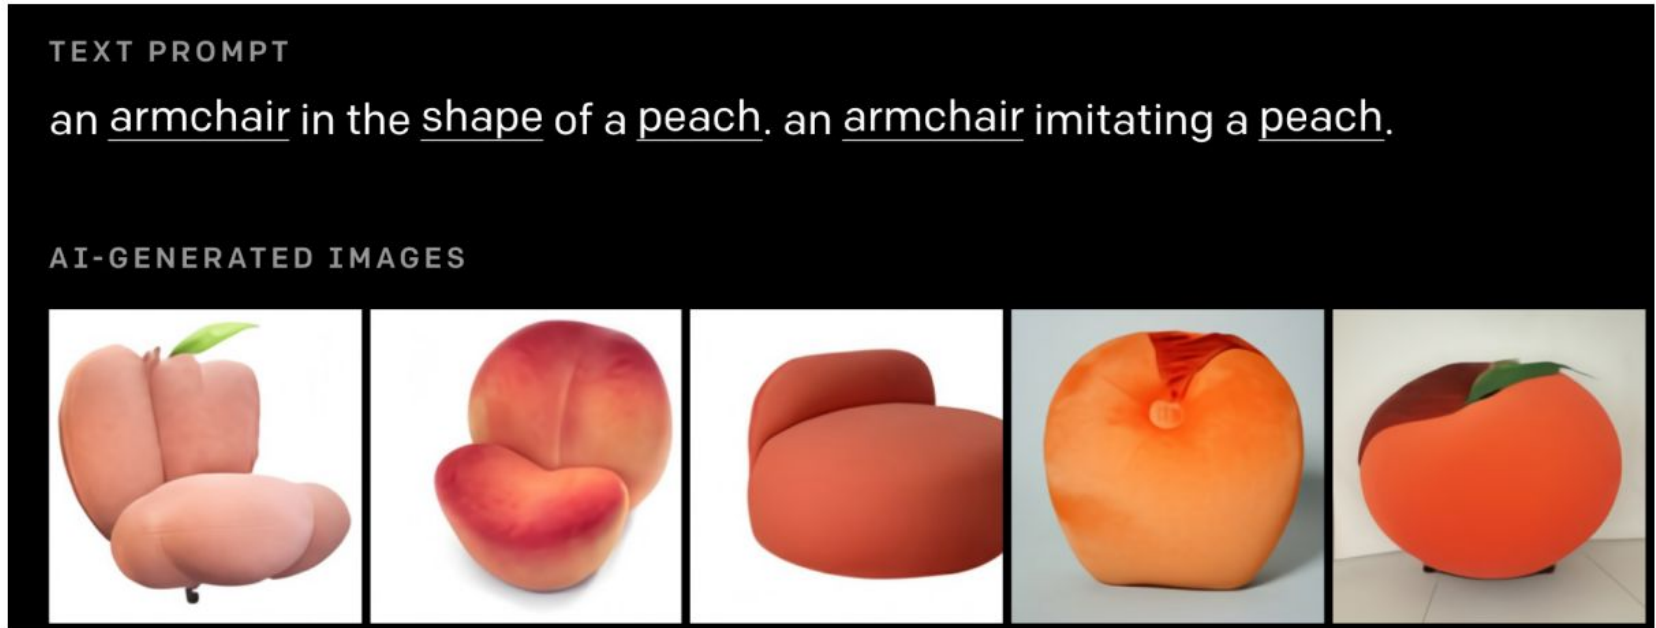 TEXT PROMPT
an armchair in the shape of a peach. an armchair imitating a peach.
AI-GENERATED IMAGES